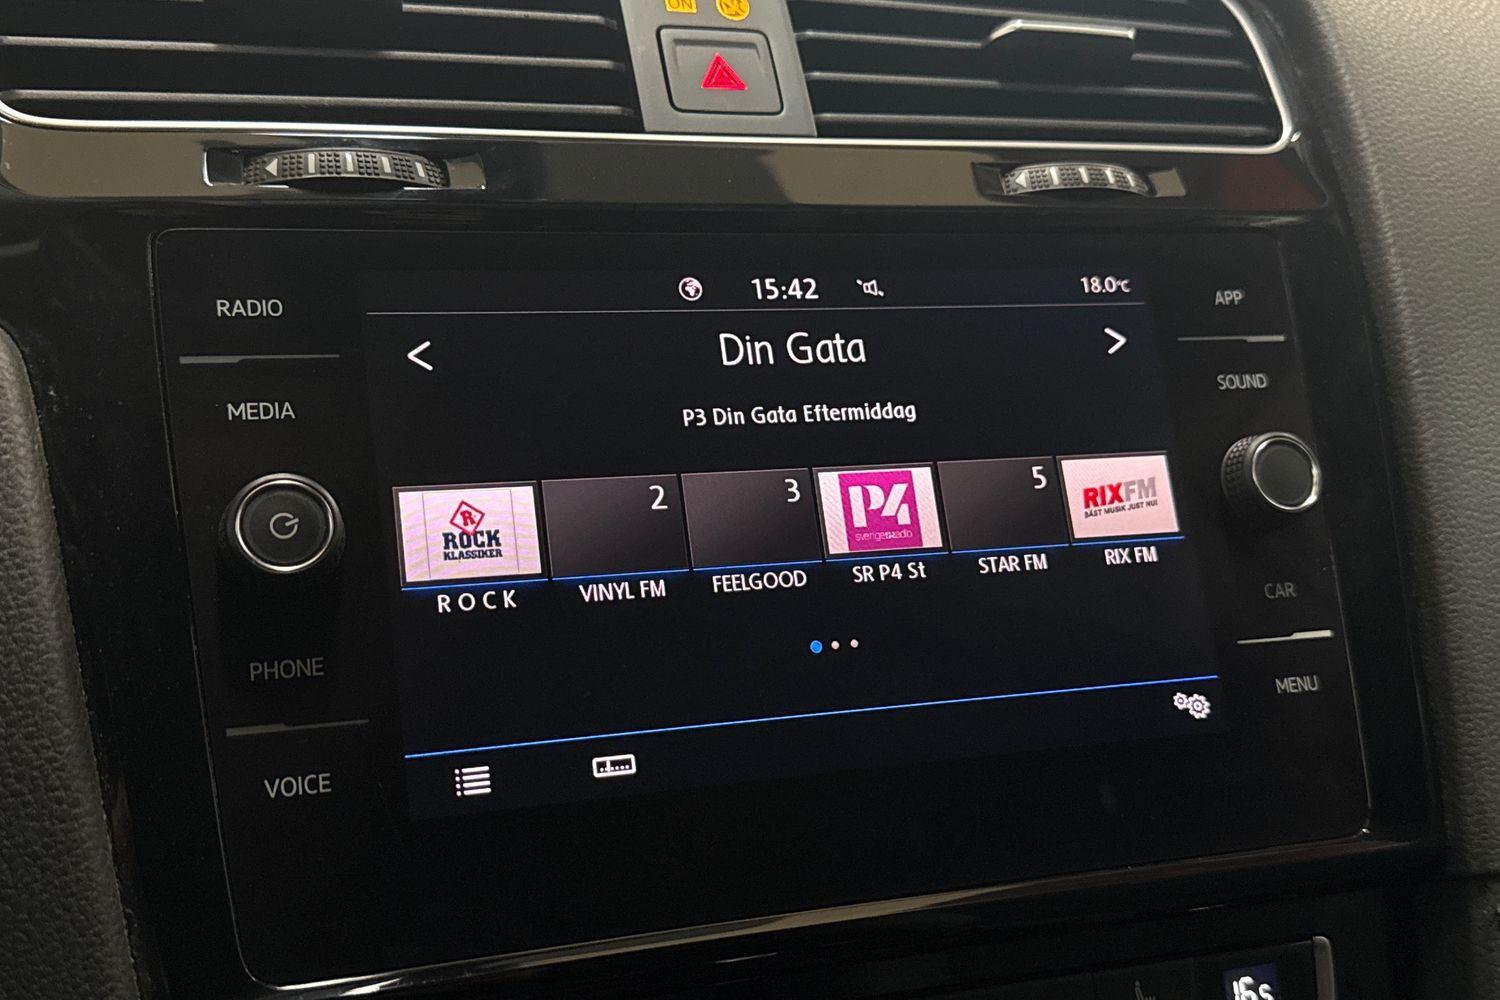 ON
RADIO
MEDIA
PHONE
VOICE
15:42
18.0°C
<
Din Gata
>
P3 Din Gata Eftermiddag
R
ROCK
KLASSIKER
2
3
P4
sverigesradio
5
RIXFM
BÄST MUSIK JUST NU!
ROCK
VINYL FM
FEELGOOD
SR P4 St
STAR FM
RIX FM
APP
SOUND
CAR
MENU